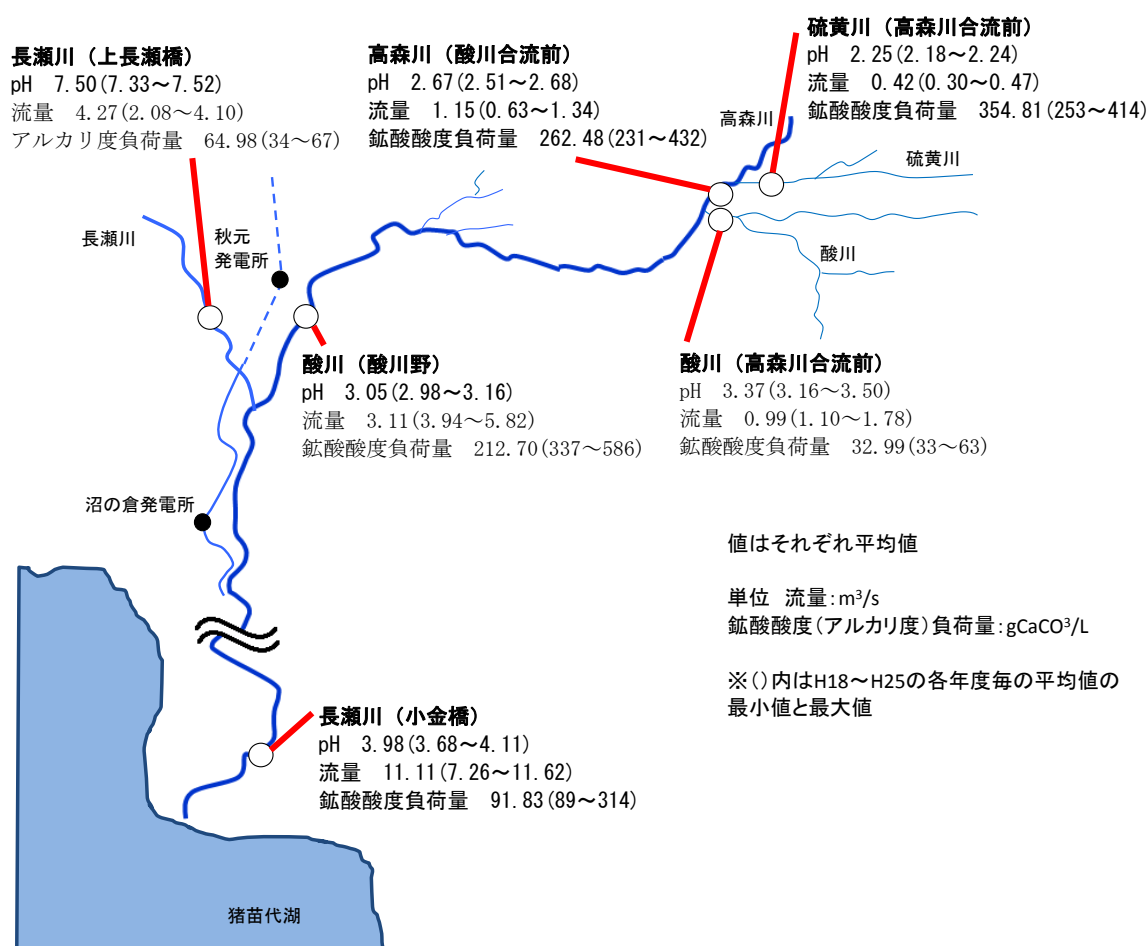 長瀬川（上長瀬橋）
pH 7.50(7.33～7.52)
流量 4.27(2.08～4.10)
アルカリ度負荷量 64.98(34～67)
高森川（酸川合流前）
pH 2.67(2.51～2.68)
流量 1.15(0.63～1.34)
鉱酸酸度負荷量 262.48(231～432)
硫黄川（高森川合流前）
pH 2.25(2.18～2.24)
流量 0.42(0.30～0.47)
鉱酸酸度負荷量 354.81(253～414)
高森川
硫黄川
長瀬川
秋元
発電所
酸川
酸川（酸川野）
pH 3.05(2.98～3.16)
流量 3.11(3.94～5.82)
鉱酸酸度負荷量 212.70(337～586)
酸川（高森川合流前）
pH 3.37(3.16～3.50)
流量 0.99(1.10～1.78)
鉱酸酸度負荷量 32.99(33～63)
沼の倉発電所
値はそれぞれ平均値
単位 流量：m³/s
鉱酸酸度（アルカリ度）負荷量：gCaCO³/L
※（）内はH18～H25の各年度毎の平均値の
最小値と最大値
長瀬川（小金橋）
pH 3.98(3.68～4.11)
流量 11.11(7.26～11.62)
鉱酸酸度負荷量 91.83(89～314)
猪苗代湖